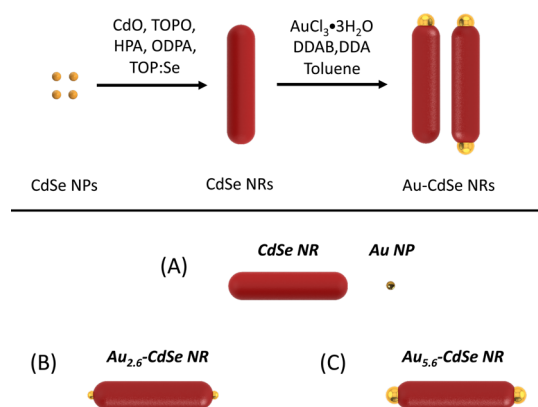 CdO, TOPO,
HPA, ODPA,
TOP:Se
AuCl₃•3H₂O
DDAB,DDA
Toluene
CdSe NPs
CdSe NRs
Au-CdSe NRs
(A)
CdSe NR
Au NP
(B)
Au₂.₆-CdSe NR
(C)
Au₅.₆-CdSe NR